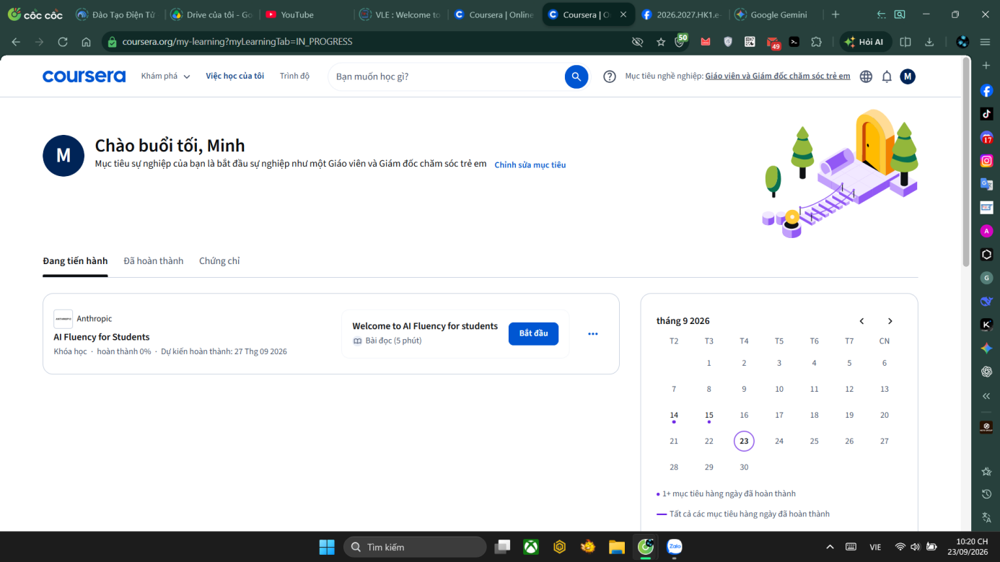 cốc cốc
Đào Tạo Điện Tử
Drive của tôi - Go
YouTube
VLE : Welcome to
Coursera | Online
Coursera | O
2026.2027.HK1.e-
Google Gemini
coursera.org/my-learning?myLearningTab=IN_PROGRESS
50
49
Hỏi AI
coursera
Khám phá
Việc học của tôi
Trình độ
Bạn muốn học gì?
Mục tiêu nghề nghiệp: Giáo viên và Giám đốc chăm sóc trẻ em
M
M
Chào buổi tối, Minh
Mục tiêu sự nghiệp của bạn là bắt đầu sự nghiệp như một Giáo viên và Giám đốc chăm sóc trẻ em
Chỉnh sửa mục tiêu
Đang tiến hành
Đã hoàn thành
Chứng chỉ
ANTHROPIC
Anthropic
AI Fluency for Students
Khóa học · hoàn thành 0% · Dự kiến hoàn thành: 27 Thg 09 2026
Welcome to AI Fluency for students
Bài đọc (5 phút)
Bắt đầu
tháng 9 2026
T2 T3 T4 T5 T6 T7 CN
1 2 3 4 5 6
7 8 9 10 11 12 13
14 15 16 17 18 19 20
21 22 23 24 25 26 27
28 29 30
1+ mục tiêu hàng ngày đã hoàn thành
Tất cả các mục tiêu hàng ngày đã hoàn thành
17
A
G
K
Tìm kiếm
Zalo
VIE
10:20 CH
23/09/2026